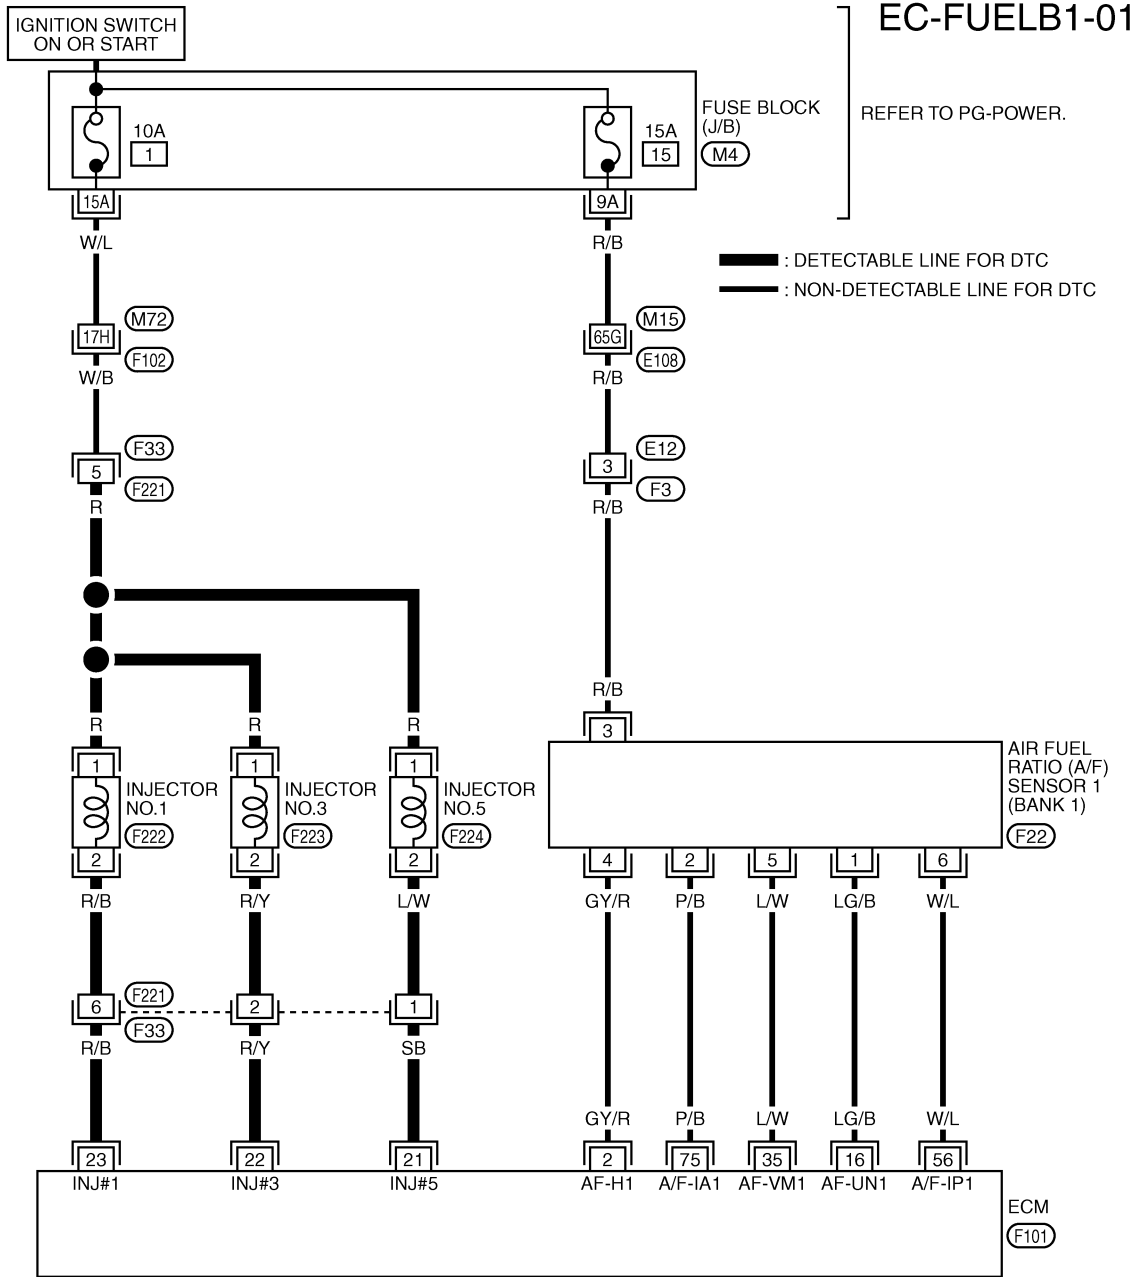 EC-FUELB1-01
IGNITION SWITCH
ON OR START
FUSE BLOCK
(J/B)
M4
REFER TO PG-POWER.
10A
1
15A
15
15A
9A
W/L
R/B
: DETECTABLE LINE FOR DTC
: NON-DETECTABLE LINE FOR DTC
17H
M72
F102
65G
M15
E108
W/B
R/B
5
F33
F221
3
E12
F3
R
R/B
R/B
R
R
R
3
1
1
1
INJECTOR
NO.1
F222
INJECTOR
NO.3
F223
INJECTOR
NO.5
F224
AIR FUEL
RATIO (A/F)
SENSOR 1
(BANK 1)
F22
2
2
2
4
2
5
1
6
R/B
R/Y
L/W
GY/R
P/B
L/W
LG/B
W/L
6
F221
F33
2
1
R/B
R/Y
SB
GY/R
P/B
L/W
LG/B
W/L
23
22
21
2
75
35
16
56
INJ#1
INJ#3
INJ#5
AF-H1
A/F-IA1
AF-VM1
AF-UN1
A/F-IP1
ECM
F101